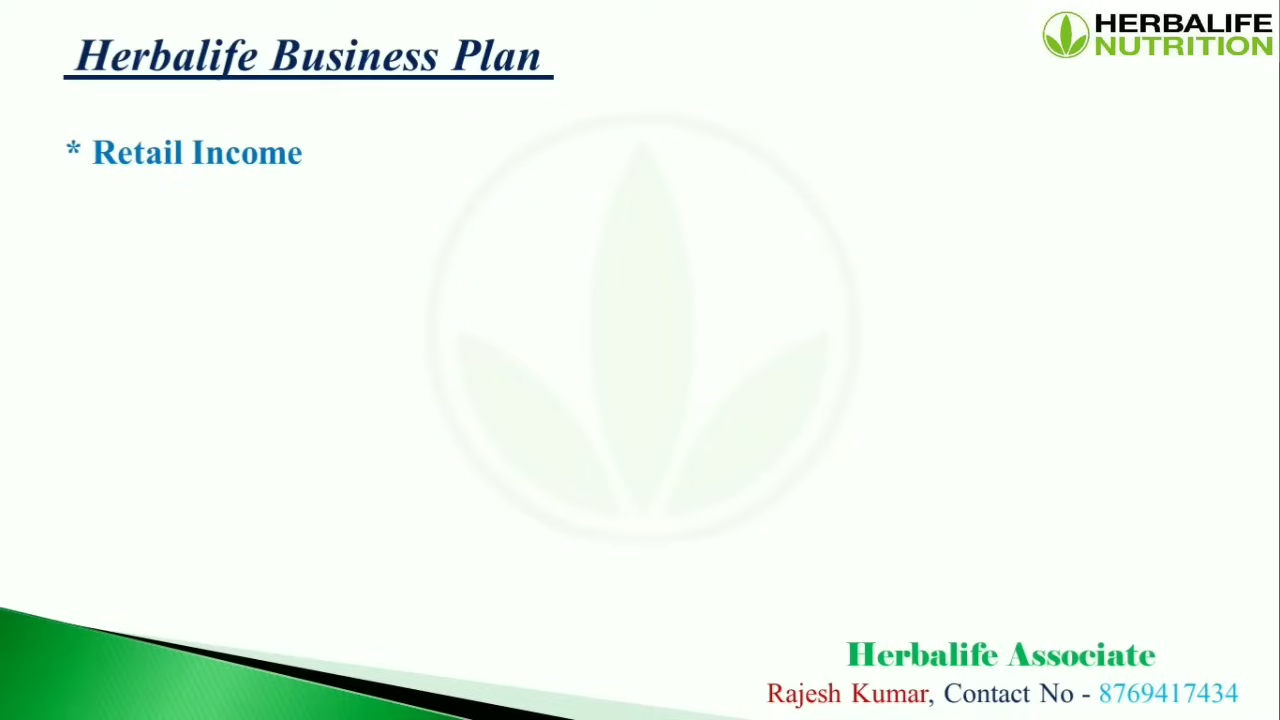 Herbalife Business Plan
HERBALIFE
NUTRITION
* Retail Income
Herbalife Associate
Rajesh Kumar, Contact No - 8769417434